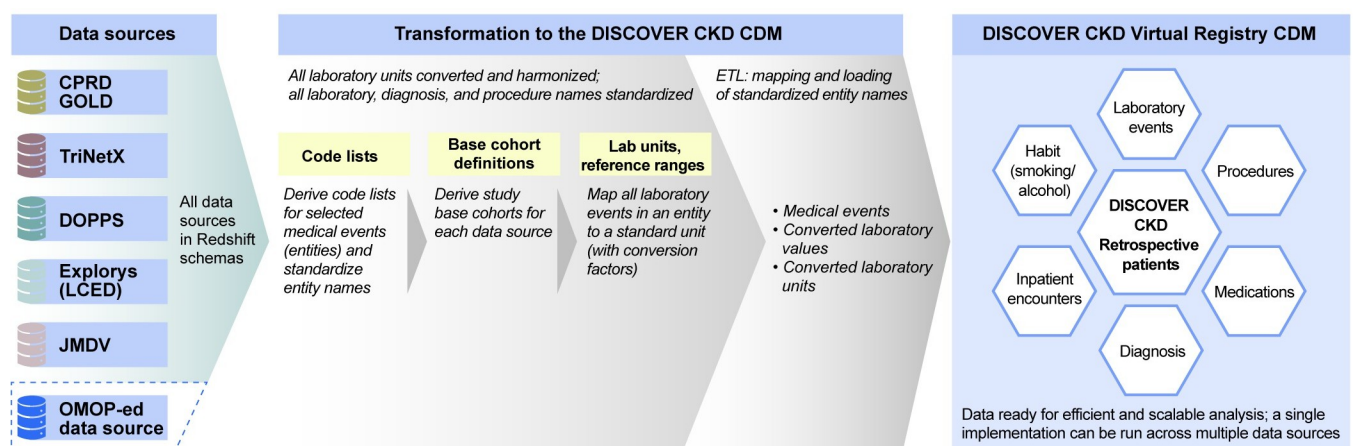 Data sources
CPRD
GOLD
TriNetX
DOPPS
Explorys
(LCED)
JMDV
OMOP-ed
data source
All data
sources
in Redshift
schemas
Transformation to the DISCOVER CKD CDM
All laboratory units converted and harmonized;
all laboratory, diagnosis, and procedure names standardized
Code lists
Derive code lists
for selected
medical events
(entities) and
standardize
entity names
Base cohort
definitions
Derive study
base cohorts for
each data source
Lab units,
reference ranges
Map all laboratory
events in an entity
to a standard unit
(with conversion
factors)
ETL: mapping and loading
of standardized entity names
• Medical events
• Converted laboratory
values
• Converted laboratory
units
DISCOVER CKD Virtual Registry CDM
Laboratory
events
Habit
(smoking/
alcohol)
Procedures
DISCOVER
CKD
Retrospective
patients
Inpatient
encounters
Medications
Diagnosis
Data ready for efficient and scalable analysis; a single
implementation can be run across multiple data sources